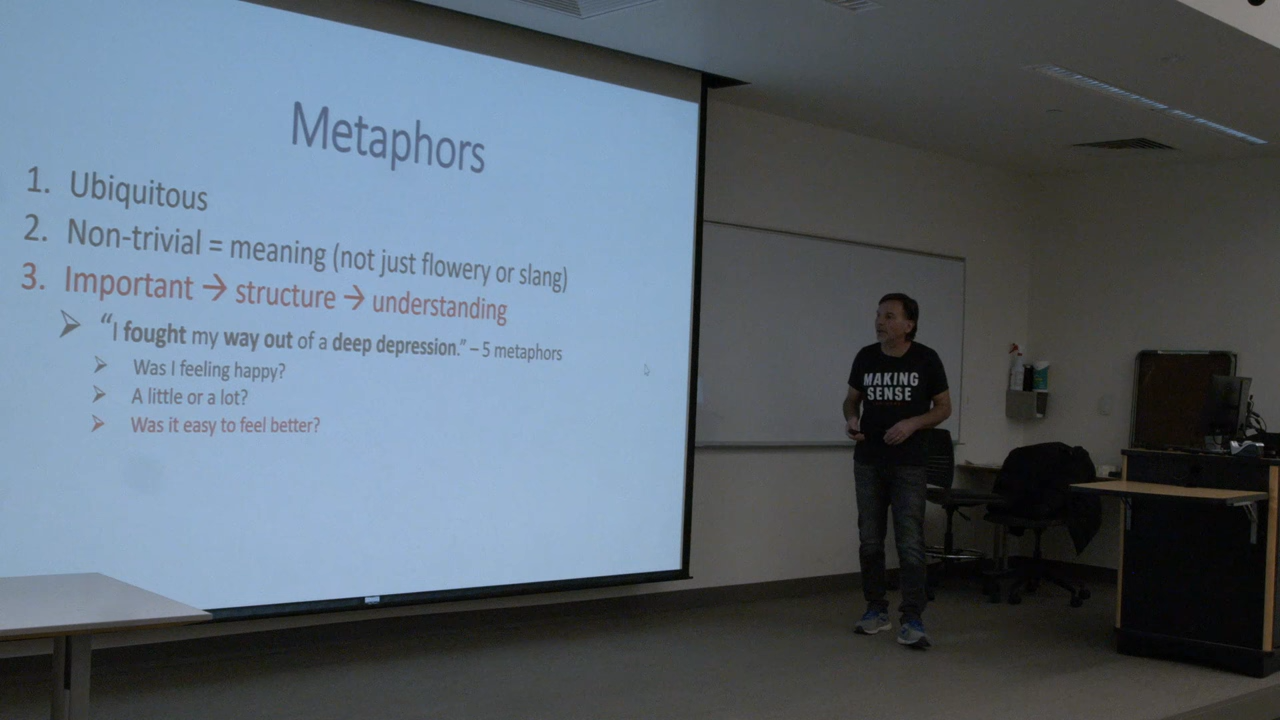 Metaphors
1. Ubiquitous
2. Non-trivial = meaning (not just flowery or slang)
3. Important → structure → understanding
➢ “I fought my way out of a deep depression.” – 5 metaphors
➢ Was I feeling happy?
➢ A little or a lot?
➢ Was it easy to feel better?
MAKING
SENSE